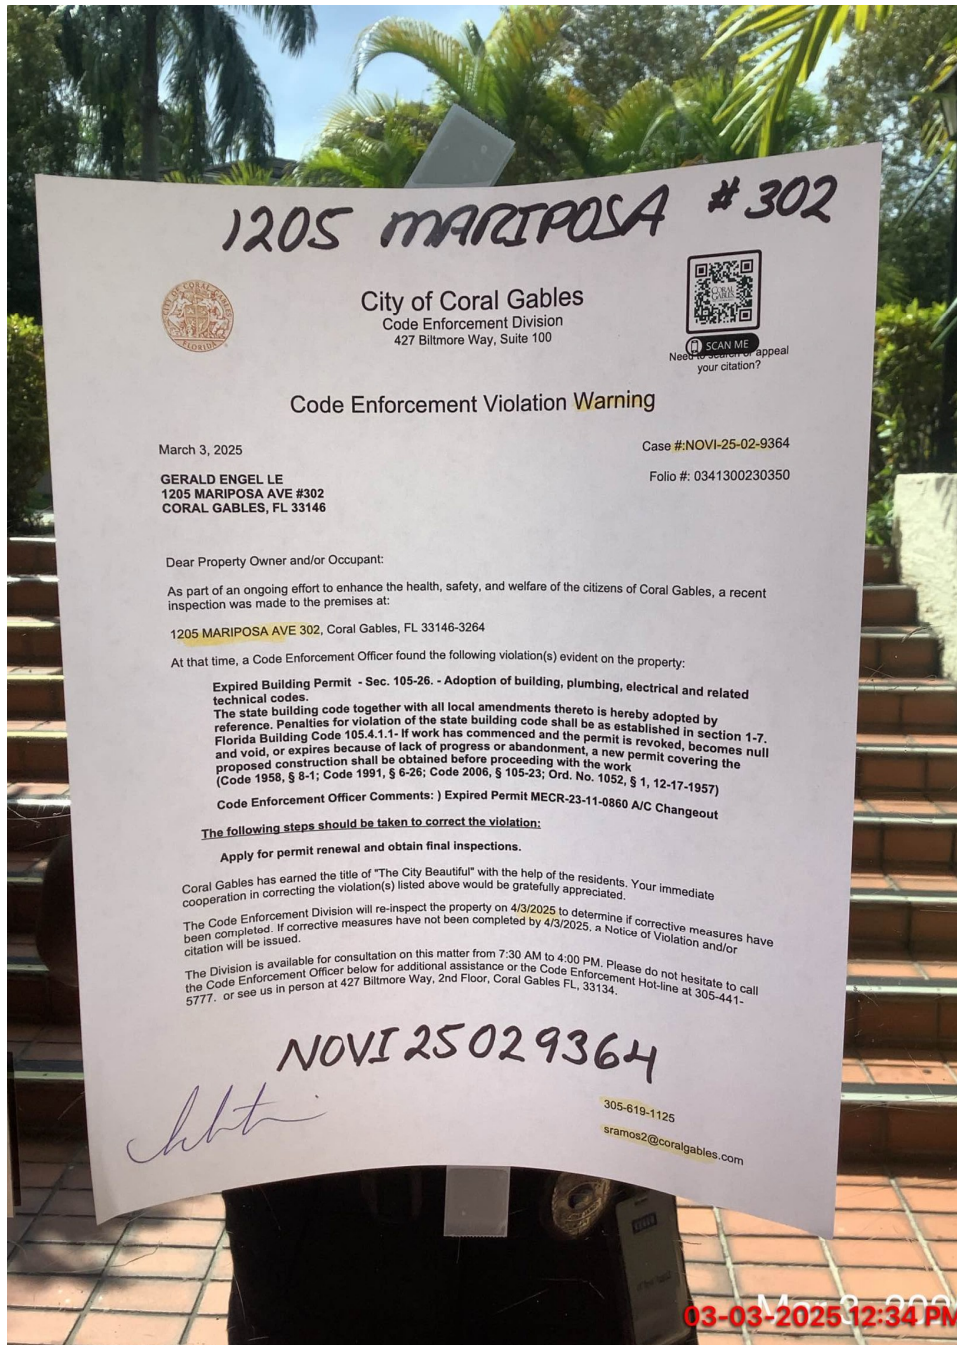 1205 MARIPOSA #302
City of Coral Gables
Code Enforcement Division
427 Biltmore Way, Suite 100
CITY OF CORAL GABLES
FLORIDA
CORAL GABLES
SCAN ME
Need to search or appeal
your citation?
Code Enforcement Violation Warning
March 3, 2025
Case #:NOVI-25-02-9364
GERALD ENGEL LE
1205 MARIPOSA AVE #302
CORAL GABLES, FL 33146
Folio #: 0341300230350
Dear Property Owner and/or Occupant:
As part of an ongoing effort to enhance the health, safety, and welfare of the citizens of Coral Gables, a recent
inspection was made to the premises at:
1205 MARIPOSA AVE 302, Coral Gables, FL 33146-3264
At that time, a Code Enforcement Officer found the following violation(s) evident on the property:
Expired Building Permit - Sec. 105-26. - Adoption of building, plumbing, electrical and related
technical codes.
The state building code together with all local amendments thereto is hereby adopted by
reference. Penalties for violation of the state building code shall be as established in section 1-7.
Florida Building Code 105.4.1.1- If work has commenced and the permit is revoked, becomes null
and void, or expires because of lack of progress or abandonment, a new permit covering the
proposed construction shall be obtained before proceeding with the work
(Code 1958, § 8-1; Code 1991, § 6-26; Code 2006, § 105-23; Ord. No. 1052, § 1, 12-17-1957)
Code Enforcement Officer Comments: ) Expired Permit MECR-23-11-0860 A/C Changeout
The following steps should be taken to correct the violation:
Apply for permit renewal and obtain final inspections.
Coral Gables has earned the title of "The City Beautiful" with the help of the residents. Your immediate
cooperation in correcting the violation(s) listed above would be gratefully appreciated.
The Code Enforcement Division will re-inspect the property on 4/3/2025 to determine if corrective measures have
been completed. If corrective measures have not been completed by 4/3/2025, a Notice of Violation and/or
citation will be issued.
The Division is available for consultation on this matter from 7:30 AM to 4:00 PM. Please do not hesitate to call
the Code Enforcement Officer below for additional assistance or the Code Enforcement Hot-line at 305-441-
5777. or see us in person at 427 Biltmore Way, 2nd Floor, Coral Gables FL, 33134.
NOVI25029364
305-619-1125
sramos2@coralgables.com
03-03-2025 12:34 PM